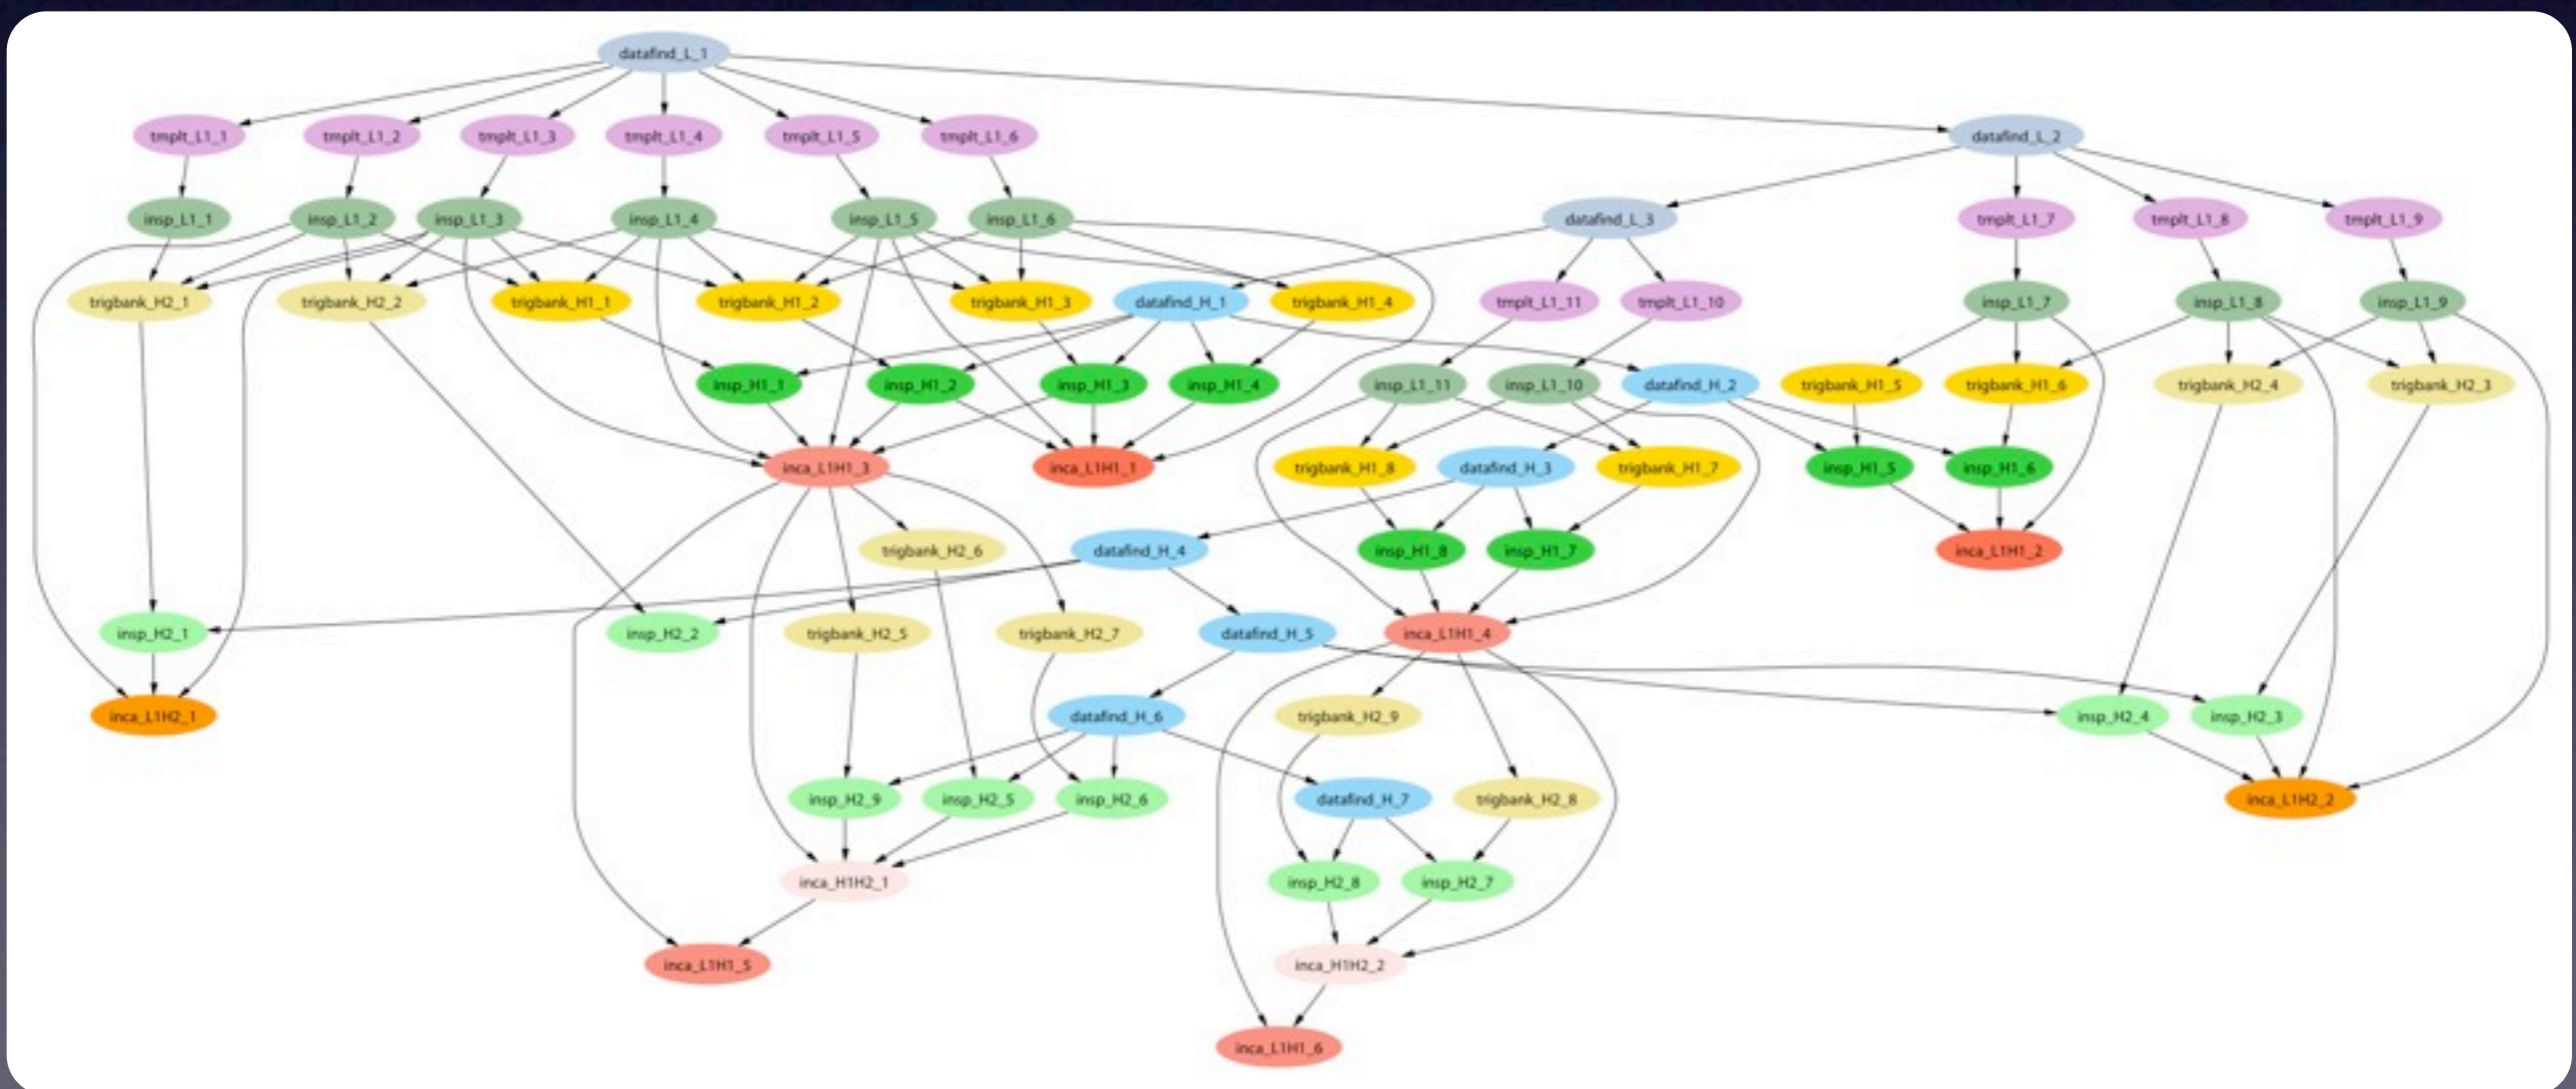 datafind_L_1
tmplt_L1_1 tmplt_L1_2 tmplt_L1_3 tmplt_L1_4 tmplt_L1_5 tmplt_L1_6 datafind_L_2
insp_L1_1 insp_L1_2 insp_L1_3 insp_L1_4 insp_L1_5 insp_L1_6 datafind_L_3 tmplt_L1_7 tmplt_L1_8 tmplt_L1_9
trigbank_H2_1 trigbank_H2_2 trigbank_H1_1 trigbank_H1_2 trigbank_H1_3 datafind_H_1 trigbank_H1_4 tmplt_L1_11 tmplt_L1_10 insp_L1_7 insp_L1_8 insp_L1_9
insp_H1_1 insp_H1_2 insp_H1_3 insp_H1_4 insp_L1_11 insp_L1_10 datafind_H_2 trigbank_H1_5 trigbank_H1_6 trigbank_H2_4 trigbank_H2_3
inca_L1H1_3 inca_L1H1_1 trigbank_H1_8 datafind_H_3 trigbank_H1_7 insp_H1_5 insp_H1_6
trigbank_H2_6 datafind_H_4 insp_H1_8 insp_H1_7 inca_L1H1_2
insp_H2_1 insp_H2_2 trigbank_H2_5 trigbank_H2_7 datafind_H_5 inca_L1H1_4
inca_L1H2_1 datafind_H_6 trigbank_H2_9 insp_H2_4 insp_H2_3
insp_H2_9 insp_H2_5 insp_H2_6 datafind_H_7 trigbank_H2_8 inca_L1H2_2
inca_H1H2_1 insp_H2_8 insp_H2_7
inca_L1H1_5 inca_H1H2_2
inca_L1H1_6